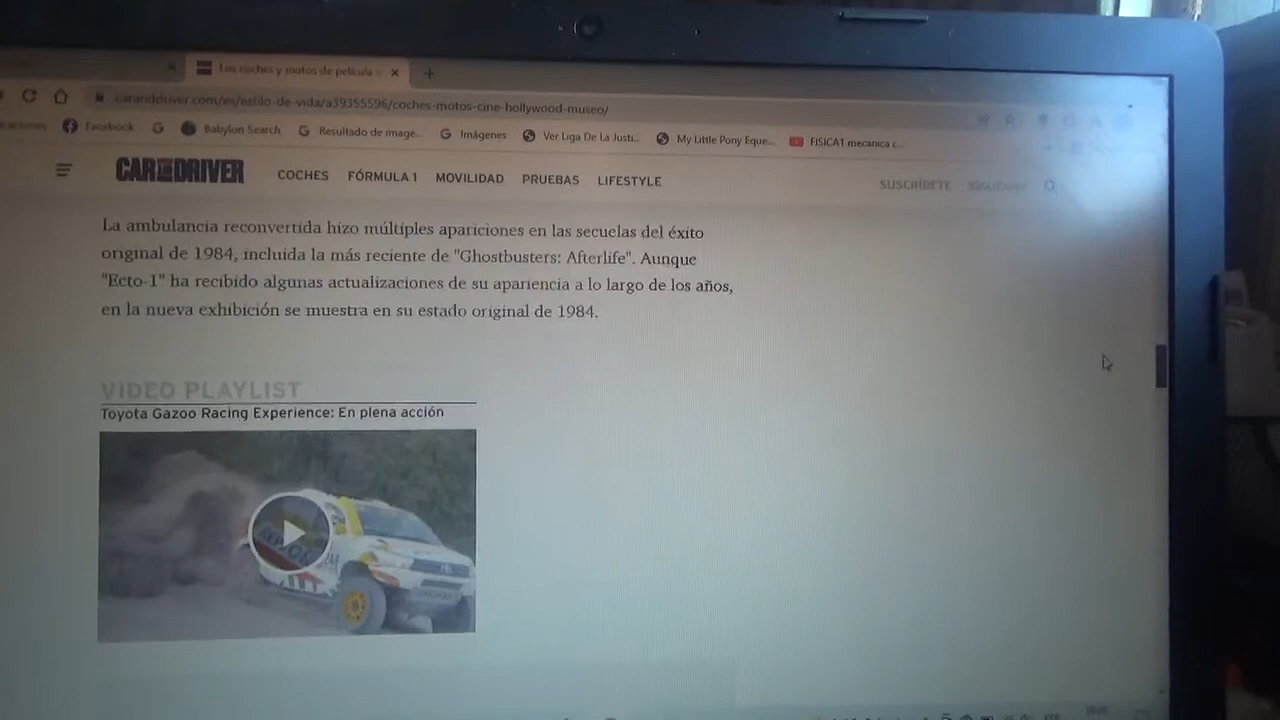 Los coches y motos de película
caranddriver.com/es/estilo-de-vida/a39355596/coches-motos-cine-hollywood-museo/
Facebook Babylon Search Resultado de image... Imágenes Ver Liga De La Justi... My Little Pony Eque... FISICA1 mecanica c...
CAR AND DRIVER COCHES FÓRMULA 1 MOVILIDAD PRUEBAS LIFESTYLE SUSCRÍBETE
La ambulancia reconvertida hizo múltiples apariciones en las secuelas del éxito
original de 1984, incluida la más reciente de "Ghostbusters: Afterlife". Aunque
"Ecto-1" ha recibido algunas actualizaciones de su apariencia a lo largo de los años,
en la nueva exhibición se muestra en su estado original de 1984.
VIDEO PLAYLIST
Toyota Gazoo Racing Experience: En plena acción